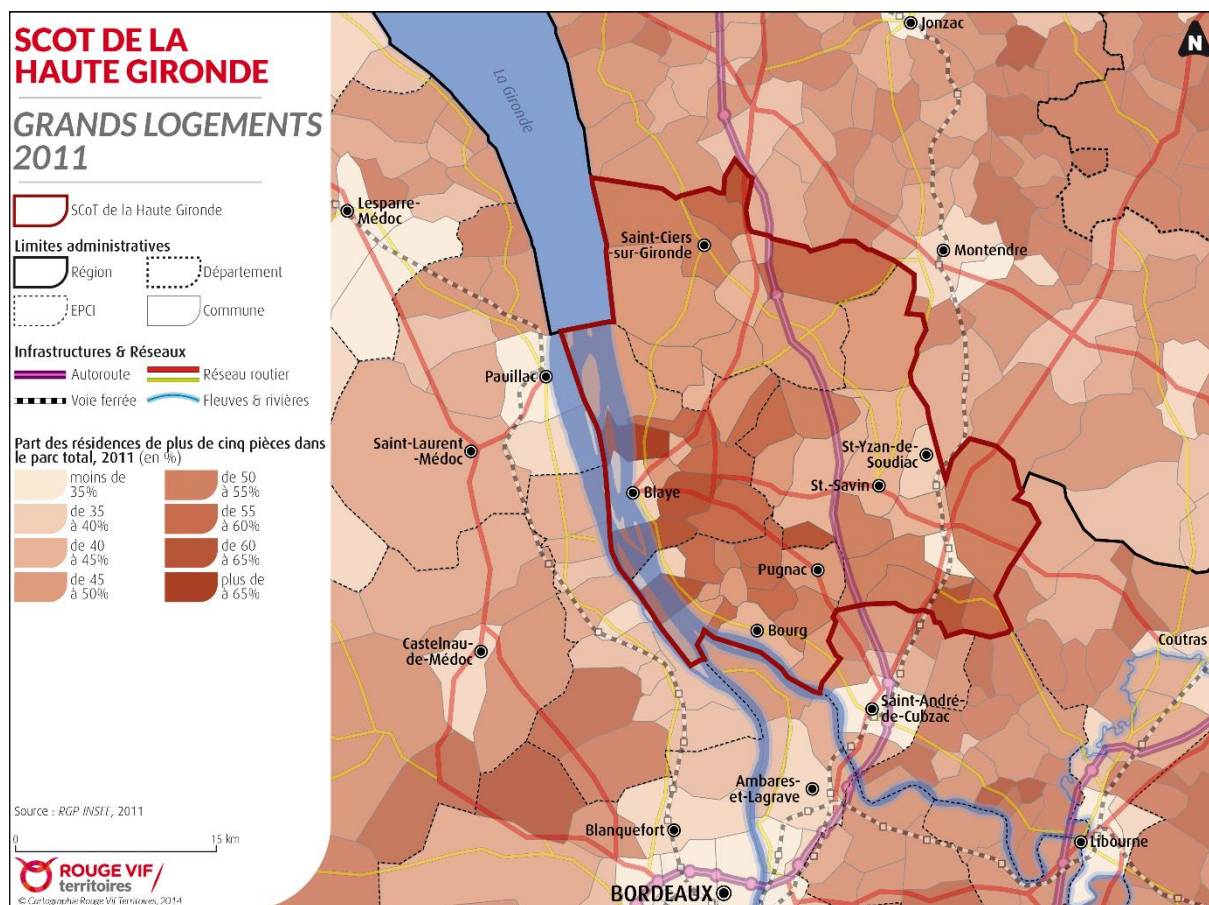 SCOT DE LA
HAUTE GIRONDE
GRANDS LOGEMENTS
2011
SCoT de la Haute Gironde
Limites administratives
Région
Département
EPCI
Commune
Infrastructures & Réseaux
Autoroute
Réseau routier
Voie ferrée
Fleuves & rivières
Part des résidences de plus de cinq pièces dans
le parc total, 2011 (en %)
moins de
35%
de 35
à 40%
de 40
à 45%
de 45
à 50%
de 50
à 55%
de 55
à 60%
de 60
à 65%
plus de
à 65%
Source : RGP INSEE, 2011
0 15 km
ROUGE VIF/
territoires
© Cartographie Rouge Vif Territoires, 2014
N
Jonzac
La Gironde
Lesparre-
Médoc
Saint-Ciers
-sur-Gironde
Montendre
Pauillac
Saint-Laurent
-Médoc
St-Yzan-de-
Soudiac
St.-Savin
Blaye
Pugnac
Bourg
Castelnau-
de-Médoc
Coutras
Saint-André-
de-Cubzac
Ambares-
et-Lagrave
Blanquefort
Libourne
BORDEAUX